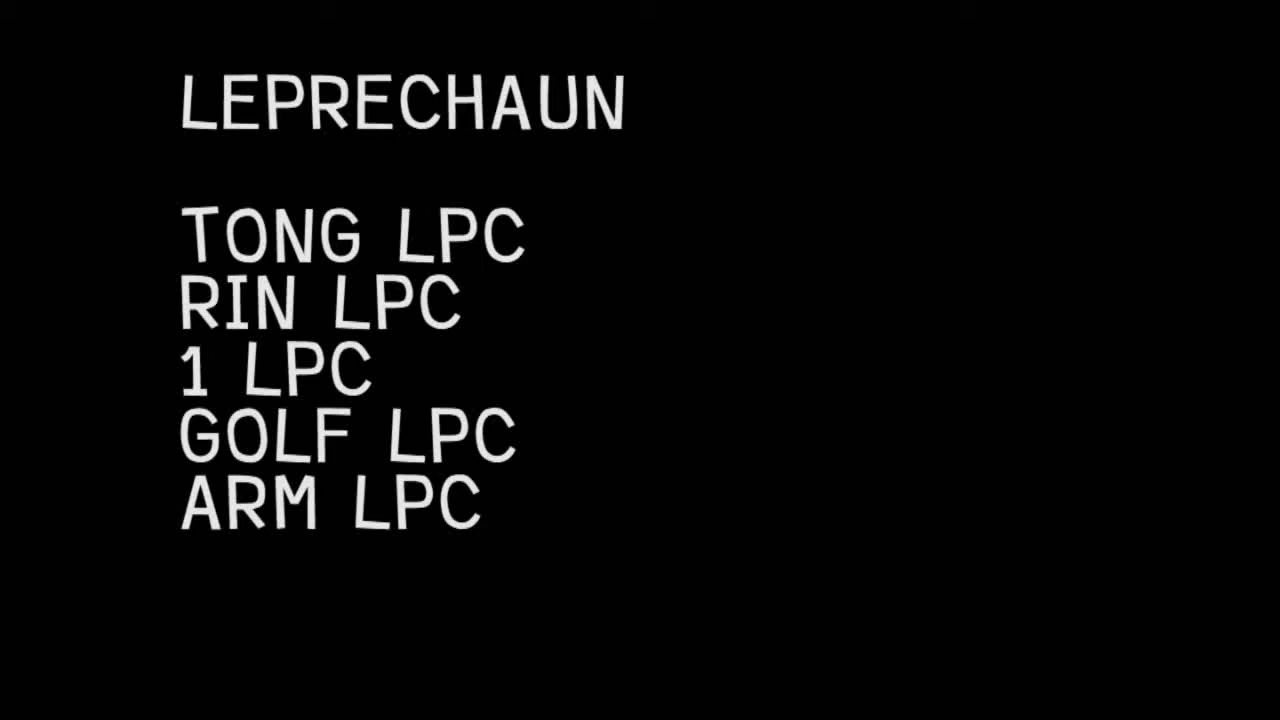 LEPRECHAUN
TONG LPC
RIN LPC
1 LPC
GOLF LPC
ARM LPC